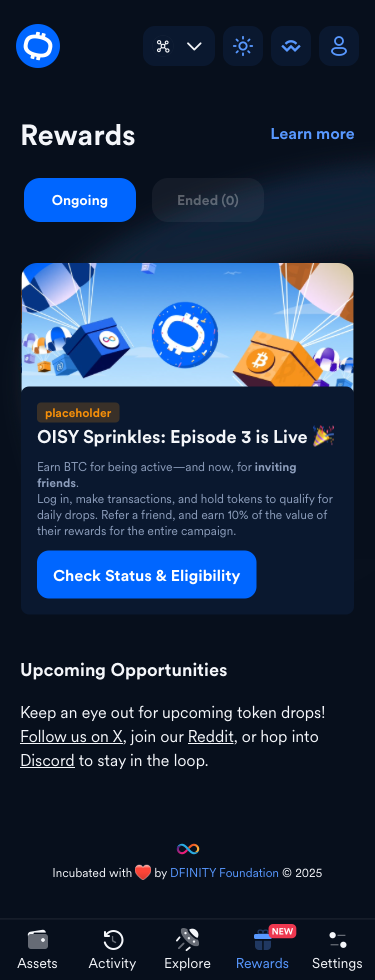 Rewards
Learn more
Ongoing
Ended (0)
placeholder
OISY Sprinkles: Episode 3 is Live 🎉
Earn BTC for being active—and now, for inviting
friends.
Log in, make transactions, and hold tokens to qualify for
daily drops. Refer a friend, and earn 10% of the value of
their rewards for the entire campaign.
Check Status & Eligibility
Upcoming Opportunities
Keep an eye out for upcoming token drops!
Follow us on X, join our Reddit, or hop into
Discord to stay in the loop.
Incubated with ❤️ by DFINITY Foundation © 2025
NEW
Assets
Activity
Explore
Rewards
Settings